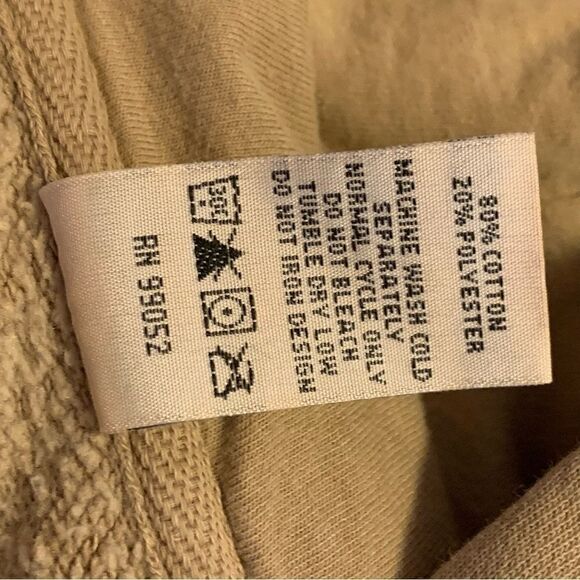 80% COTTON
20% POLYESTER
MACHINE WASH COLD
SEPARATELY
NORMAL CYCLE ONLY
DO NOT BLEACH
TUMBLE DRY LOW
DO NOT IRON DESIGN
30°
RN 99052